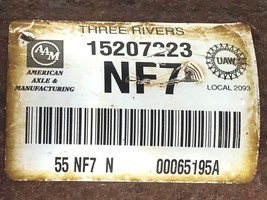 THREE RIVERS
AAM
15207223
UAW
AMERICAN
AXLE &
MANUFACTURING
NF7
LOCAL 2093
55 NF7 N
00065195A